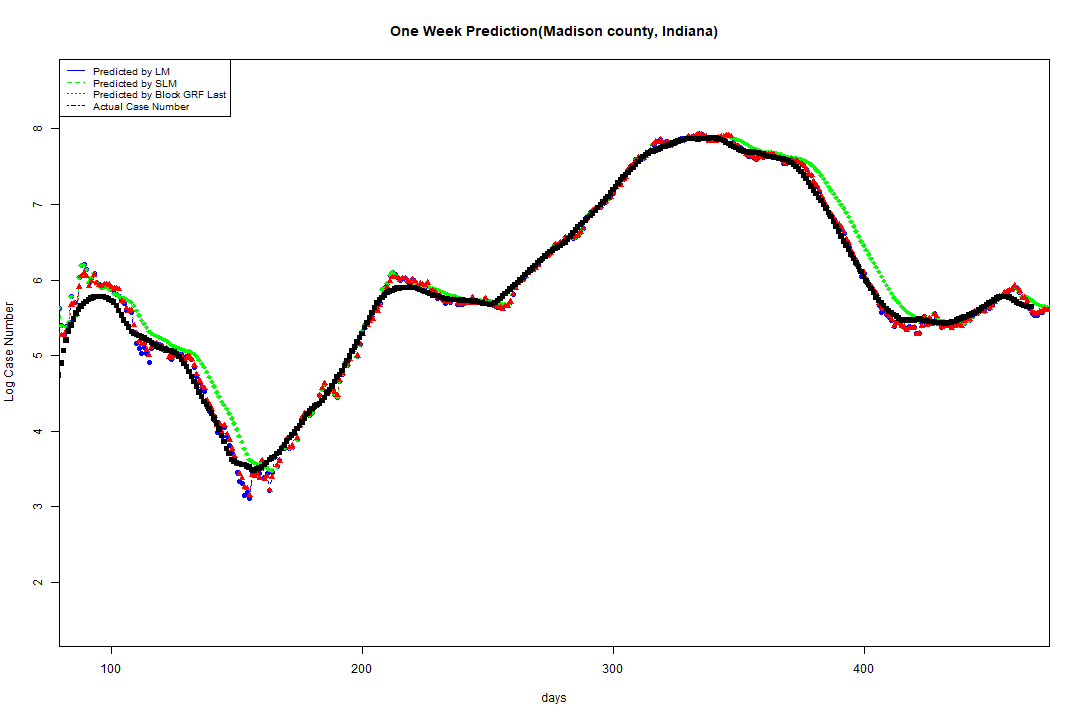 One Week Prediction(Madison county, Indiana)
Predicted by LM
Predicted by SLM
Predicted by Block GRF Last
Actual Case Number
8
7
6
5
4
3
2
Log Case Number
100 200 300 400
days